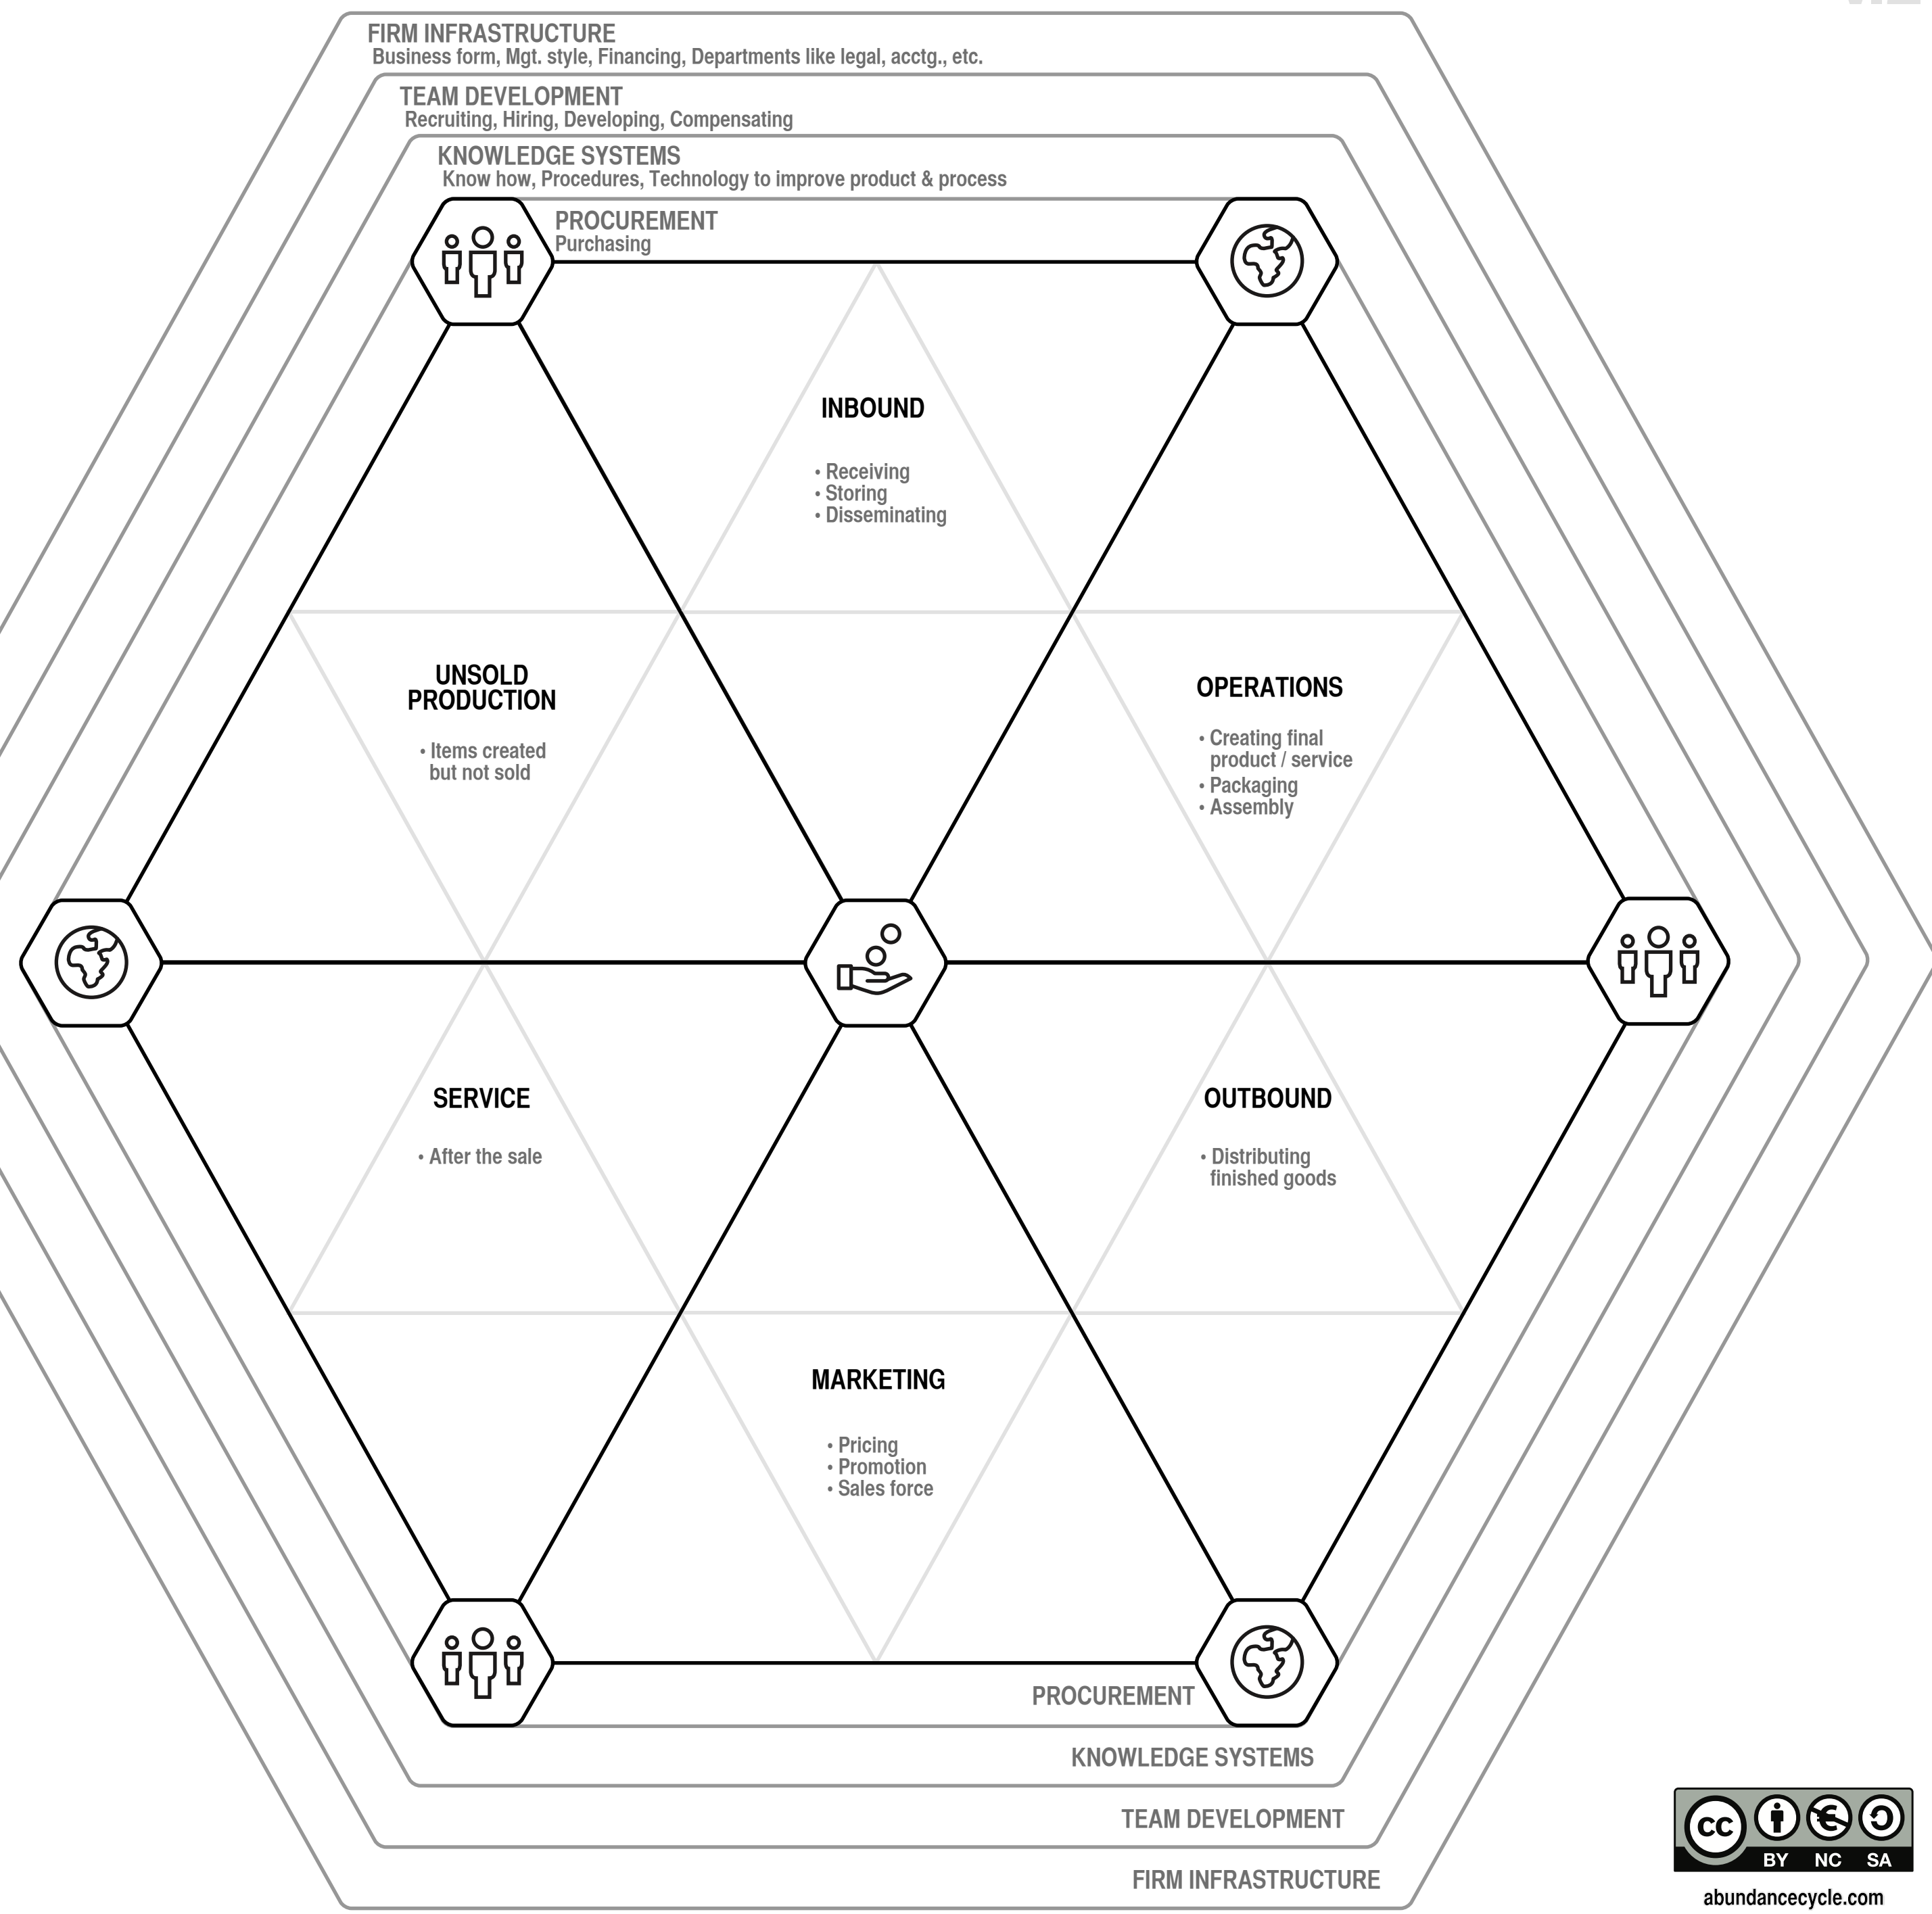 FIRM INFRASTRUCTURE
Business form, Mgt. style, Financing, Departments like legal, acctg., etc.
TEAM DEVELOPMENT
Recruiting, Hiring, Developing, Compensating
KNOWLEDGE SYSTEMS
Know how, Procedures, Technology to improve product & process
PROCUREMENT
Purchasing
INBOUND
• Receiving
• Storing
• Disseminating
UNSOLD
PRODUCTION
• Items created
but not sold
OPERATIONS
• Creating final
product / service
• Packaging
• Assembly
SERVICE
• After the sale
OUTBOUND
• Distributing
finished goods
MARKETING
• Pricing
• Promotion
• Sales force
PROCUREMENT
KNOWLEDGE SYSTEMS
TEAM DEVELOPMENT
FIRM INFRASTRUCTURE
cc
BY NC SA
abundancecycle.com